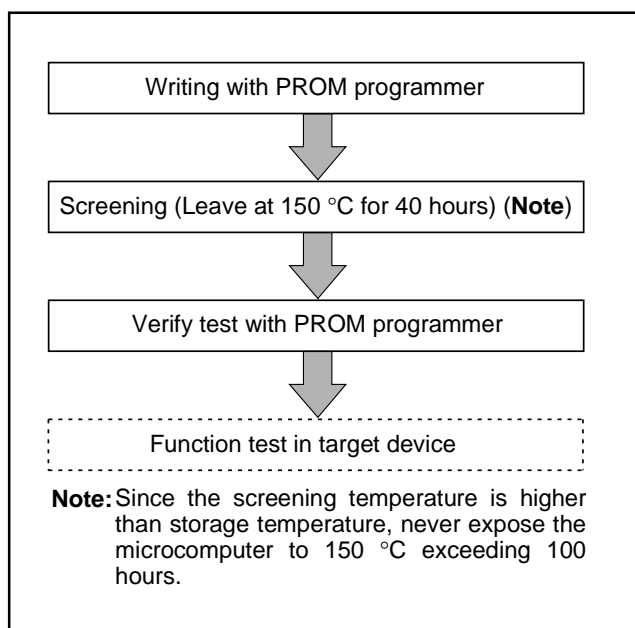 Writing with PROM programmer
Screening (Leave at 150 °C for 40 hours) (Note)
Verify test with PROM programmer
Function test in target device
Note: Since the screening temperature is higher
than storage temperature, never expose the
microcomputer to 150 °C exceeding 100
hours.